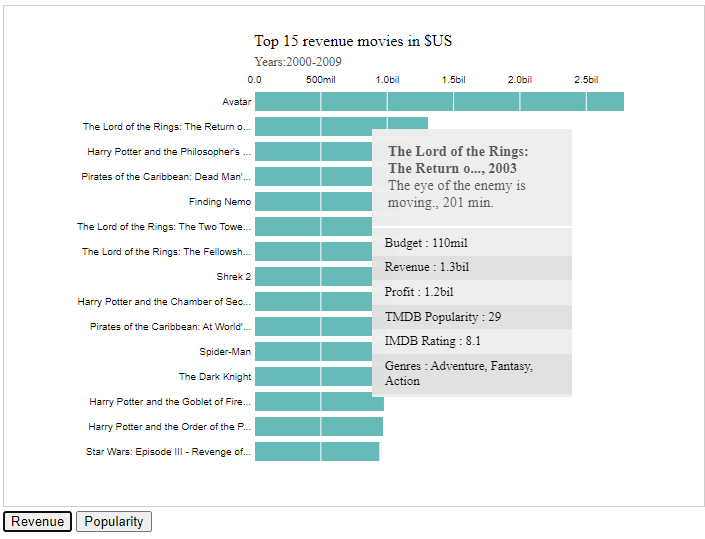 Top 15 revenue movies in $US
Years:2000-2009
0.0 500mil 1.0bil 1.5bil 2.0bil 2.5bil
Avatar
The Lord of the Rings: The Return o...
Harry Potter and the Philosopher's ...
Pirates of the Caribbean: Dead Man'...
Finding Nemo
The Lord of the Rings: The Two Towe...
The Lord of the Rings: The Fellowsh...
Shrek 2
Harry Potter and the Chamber of Sec...
Pirates of the Caribbean: At World'...
Spider-Man
The Dark Knight
Harry Potter and the Goblet of Fire...
Harry Potter and the Order of the P...
Star Wars: Episode III - Revenge of...
The Lord of the Rings:
The Return o..., 2003
The eye of the enemy is
moving., 201 min.
Budget : 110mil
Revenue : 1.3bil
Profit : 1.2bil
TMDB Popularity : 29
IMDB Rating : 8.1
Genres : Adventure, Fantasy,
Action
Revenue Popularity